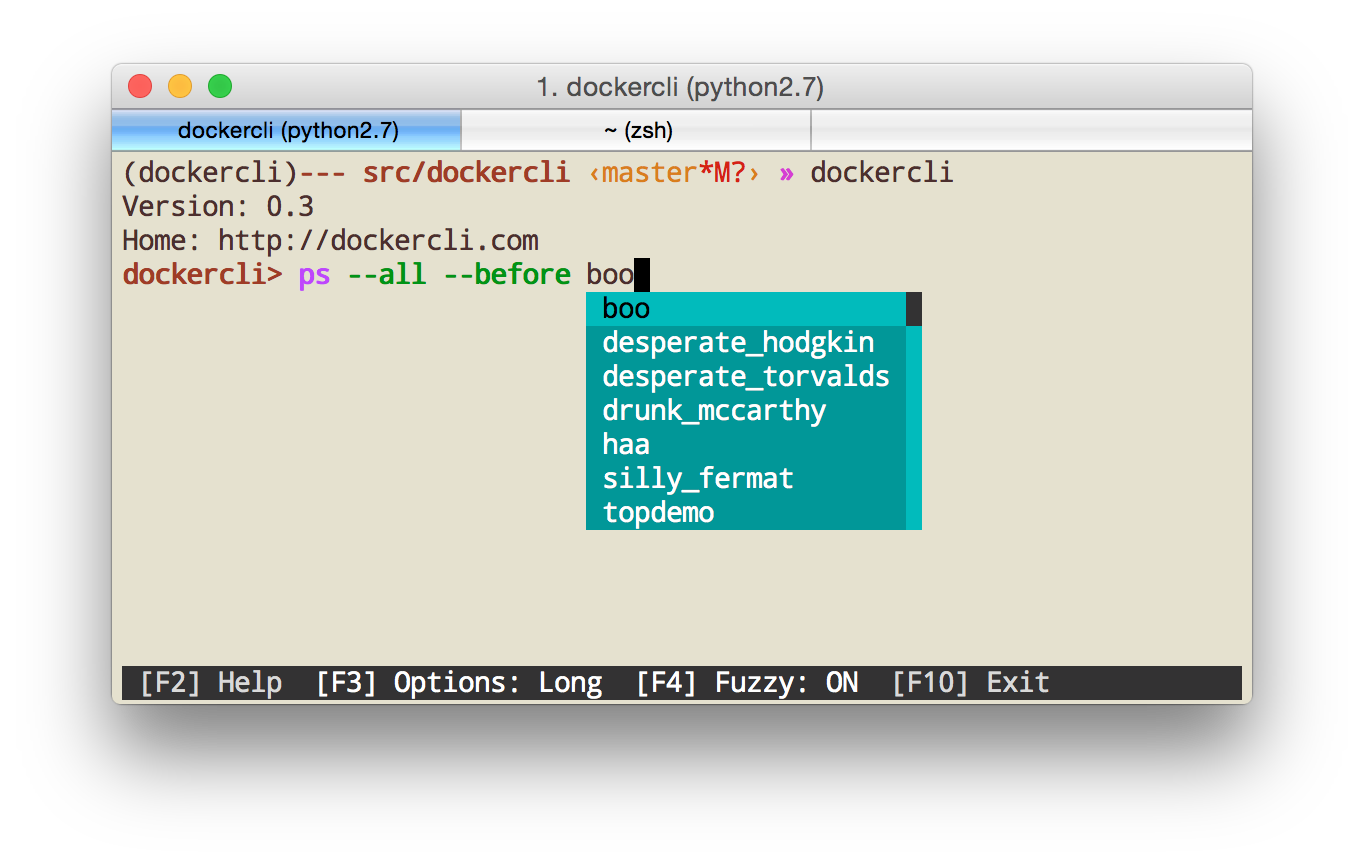 1. dockercli (python2.7)
dockercli (python2.7) ~ (zsh)
(dockercli)--- src/dockercli ‹master*M?› » dockercli
Version: 0.3
Home: http://dockercli.com
dockercli> ps --all --before boo
boo
desperate_hodgkin
desperate_torvalds
drunk_mccarthy
haa
silly_fermat
topdemo
[F2] Help [F3] Options: Long [F4] Fuzzy: ON [F10] Exit